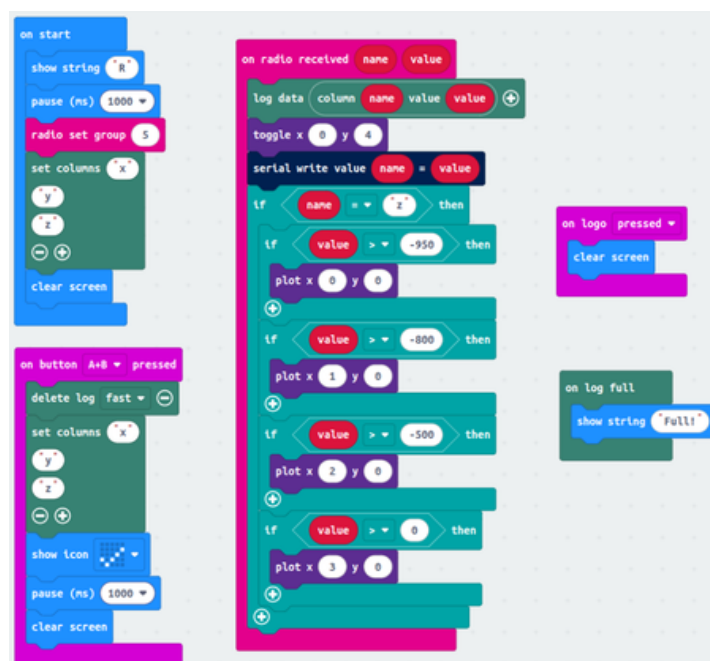 on start
show string "R"
pause (ms) 1000
radio set group 5
set columns "x"
"y"
"z"
clear screen
on button A+B pressed
delete log fast
set columns "x"
"y"
"z"
show icon
pause (ms) 1000
clear screen
on radio received name value
log data column name value value
toggle x 0 y 4
serial write value name = value
if name = "z" then
if value > -950 then
plot x 0 y 0
if value > -800 then
plot x 1 y 0
if value > -500 then
plot x 2 y 0
if value > 0 then
plot x 3 y 0
on logo pressed
clear screen
on log full
show string "Full!"